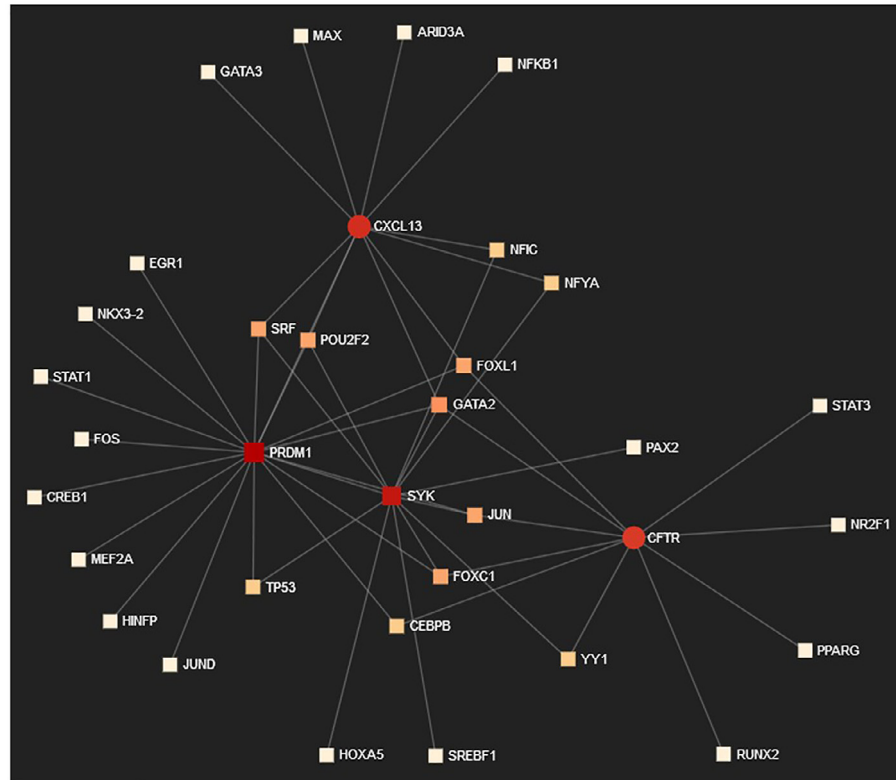 ARID3A
MAX
NFKB1
GATA3
CXCL13
NFIC
EGR1
NFYA
NKX3-2
SRF
POU2F2
FOXL1
STAT1
GATA2
STAT3
FOS
PAX2
PRDM1
CREB1
SYK
JUN
NR2F1
CFTR
MEF2A
FOXC1
TP53
HINFP
CEBPB
PPARG
YY1
JUND
HOXA5
SREBF1
RUNX2